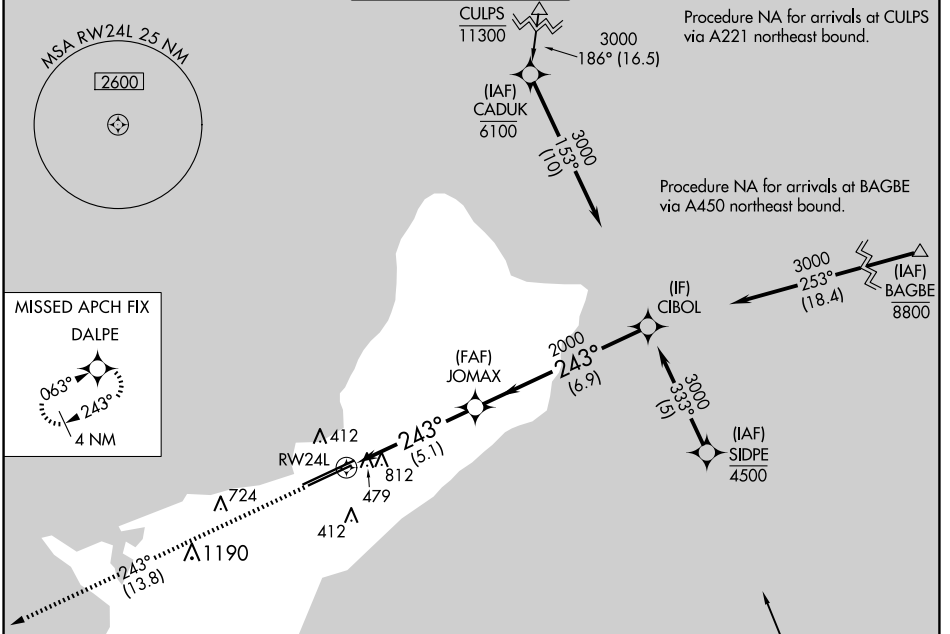 CULPS
11300
3000
186° (16.5)
Procedure NA for arrivals at CULPS
via A221 northeast bound.
MSA RW24L 25 NM
2600
(IAF)
CADUK
6100
3000
153°
(10)
Procedure NA for arrivals at BAGBE
via A450 northeast bound.
3000
253°
(18.4)
(IAF)
BAGBE
8800
(IF)
CIBOL
MISSED APCH FIX
DALPE
063°
243°
4 NM
2000
243°
(6.9)
(FAF)
JOMAX
3000
333°
(5)
(IAF)
SIDPE
4500
243°
(5.1)
412
RW24L
812
479
724
412
1190
243°
(13.8)